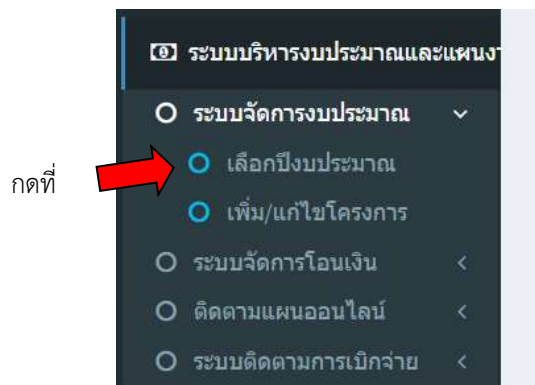 ระบบบริหารงบประมาณและแผนงา
ระบบจัดการงบประมาณ
กดที่
เลือกปีงบประมาณ
เพิ่ม/แก้ไขโครงการ
ระบบจัดการโอนเงิน
ติดตามแผนออนไลน์
ระบบติดตามการเบิกจ่าย